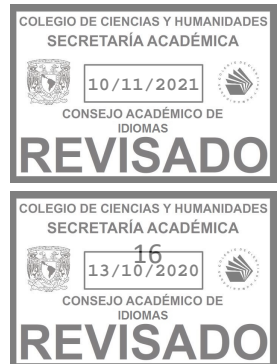 COLEGIO DE CIENCIAS Y HUMANIDADES
SECRETARÍA ACADÉMICA
10/11/2021
CONSEJO ACADÉMICO DE
IDIOMAS
REVISADO
COLEGIO DE CIENCIAS Y HUMANIDADES
SECRETARÍA ACADÉMICA
16
13/10/2020
CONSEJO ACADÉMICO DE
IDIOMAS
REVISADO